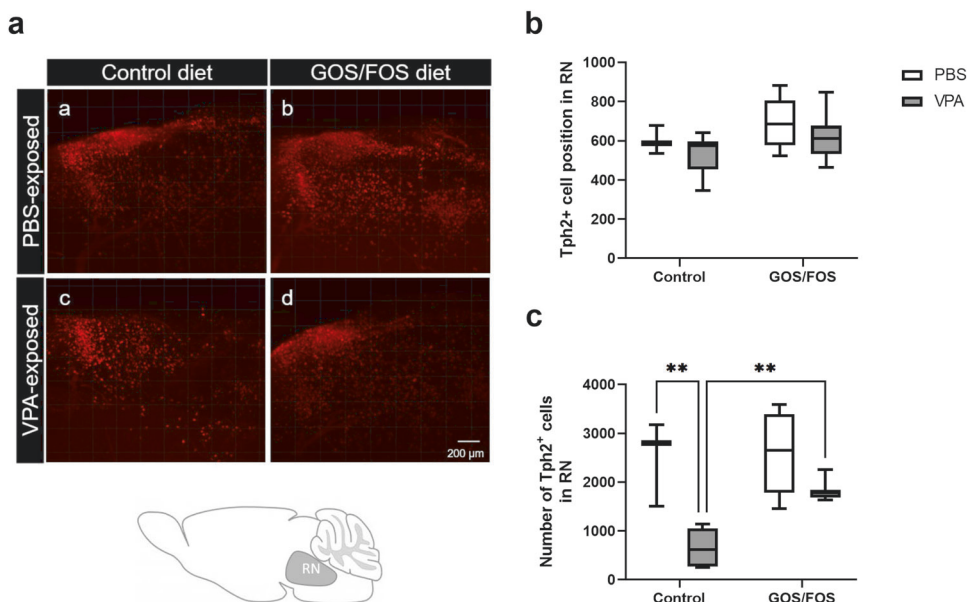 a
Control diet
GOS/FOS diet
PBS-exposed
a
b
VPA-exposed
c
d
200 μm
RN
b
Tph2+ cell position in RN
1000
800
600
400
200
0
Control
GOS/FOS
PBS
VPA
c
Number of Tph2⁺ cells
in RN
4000
3000
2000
1000
0
**
**
Control
GOS/FOS